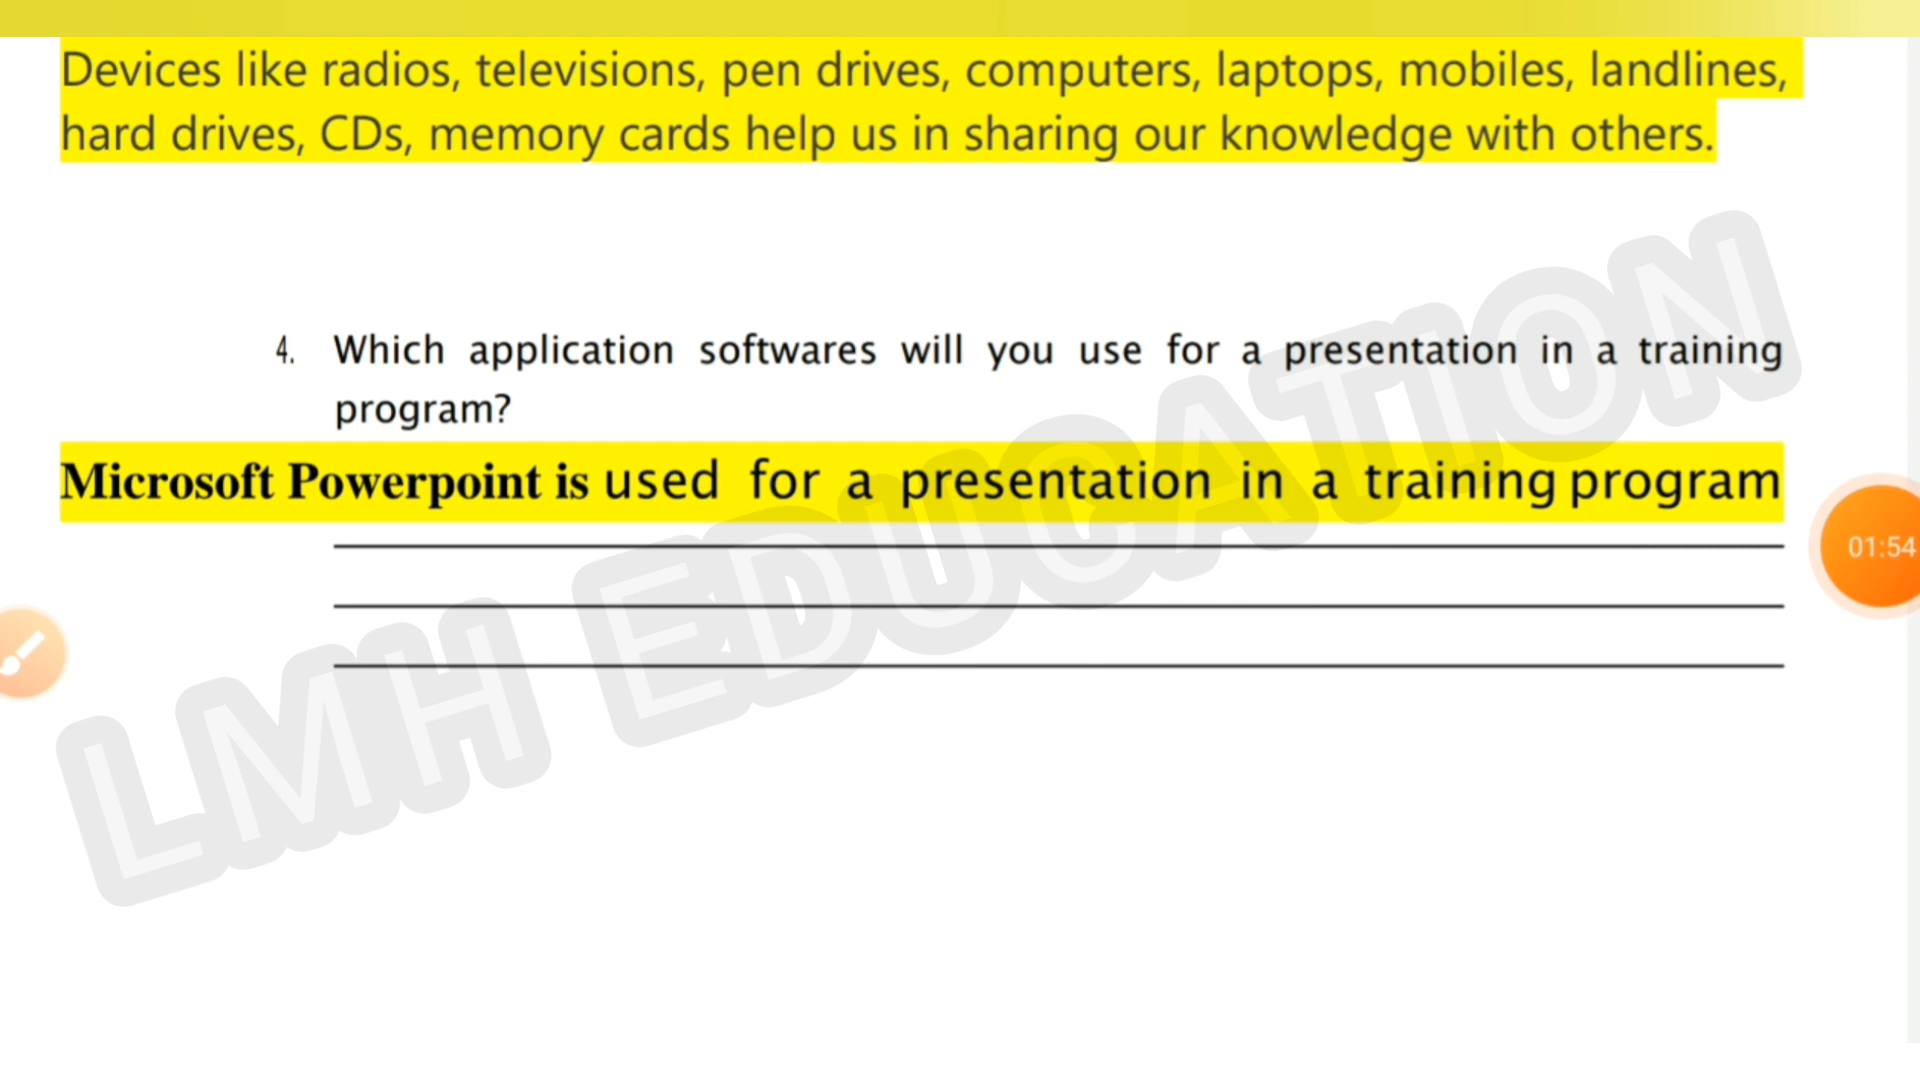 Devices like radios, televisions, pen drives, computers, laptops, mobiles, landlines,
hard drives, CDs, memory cards help us in sharing our knowledge with others.
4. Which application softwares will you use for a presentation in a training
program?
Microsoft Powerpoint is used for a presentation in a training program
01:54
LMH EDUCATION